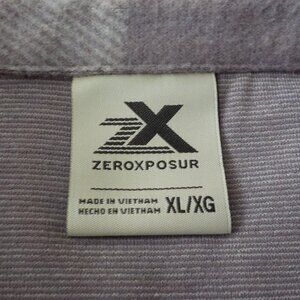 ZX
ZEROXPOSUR
MADE IN VIETNAM
HECHO EN VIETNAM XL/XG